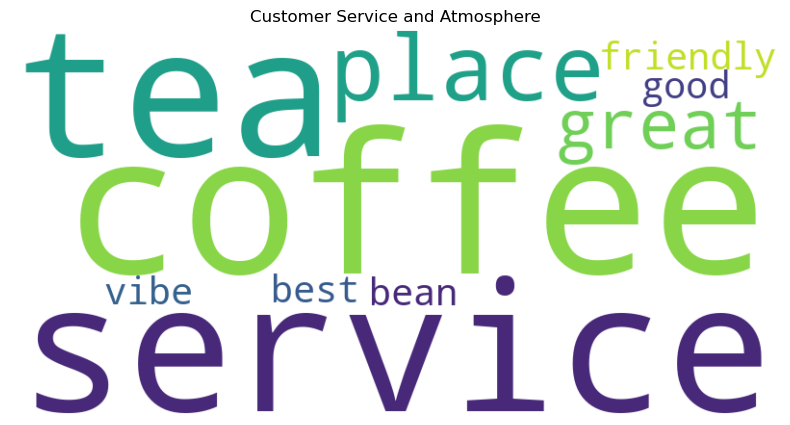 Customer Service and Atmosphere
tea place friendly
good
great
coffee
vibe best bean
service